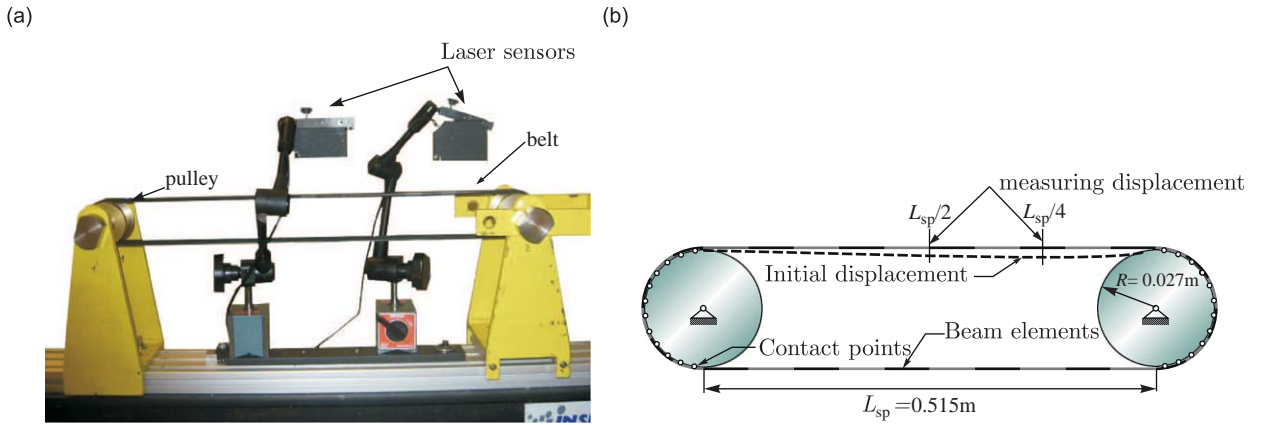 (a)
Laser sensors
belt
pulley
(b)
measuring displacement
Lsp/2
Lsp/4
Initial displacement
R= 0.027m
Beam elements
Contact points
Lsp=0.515m